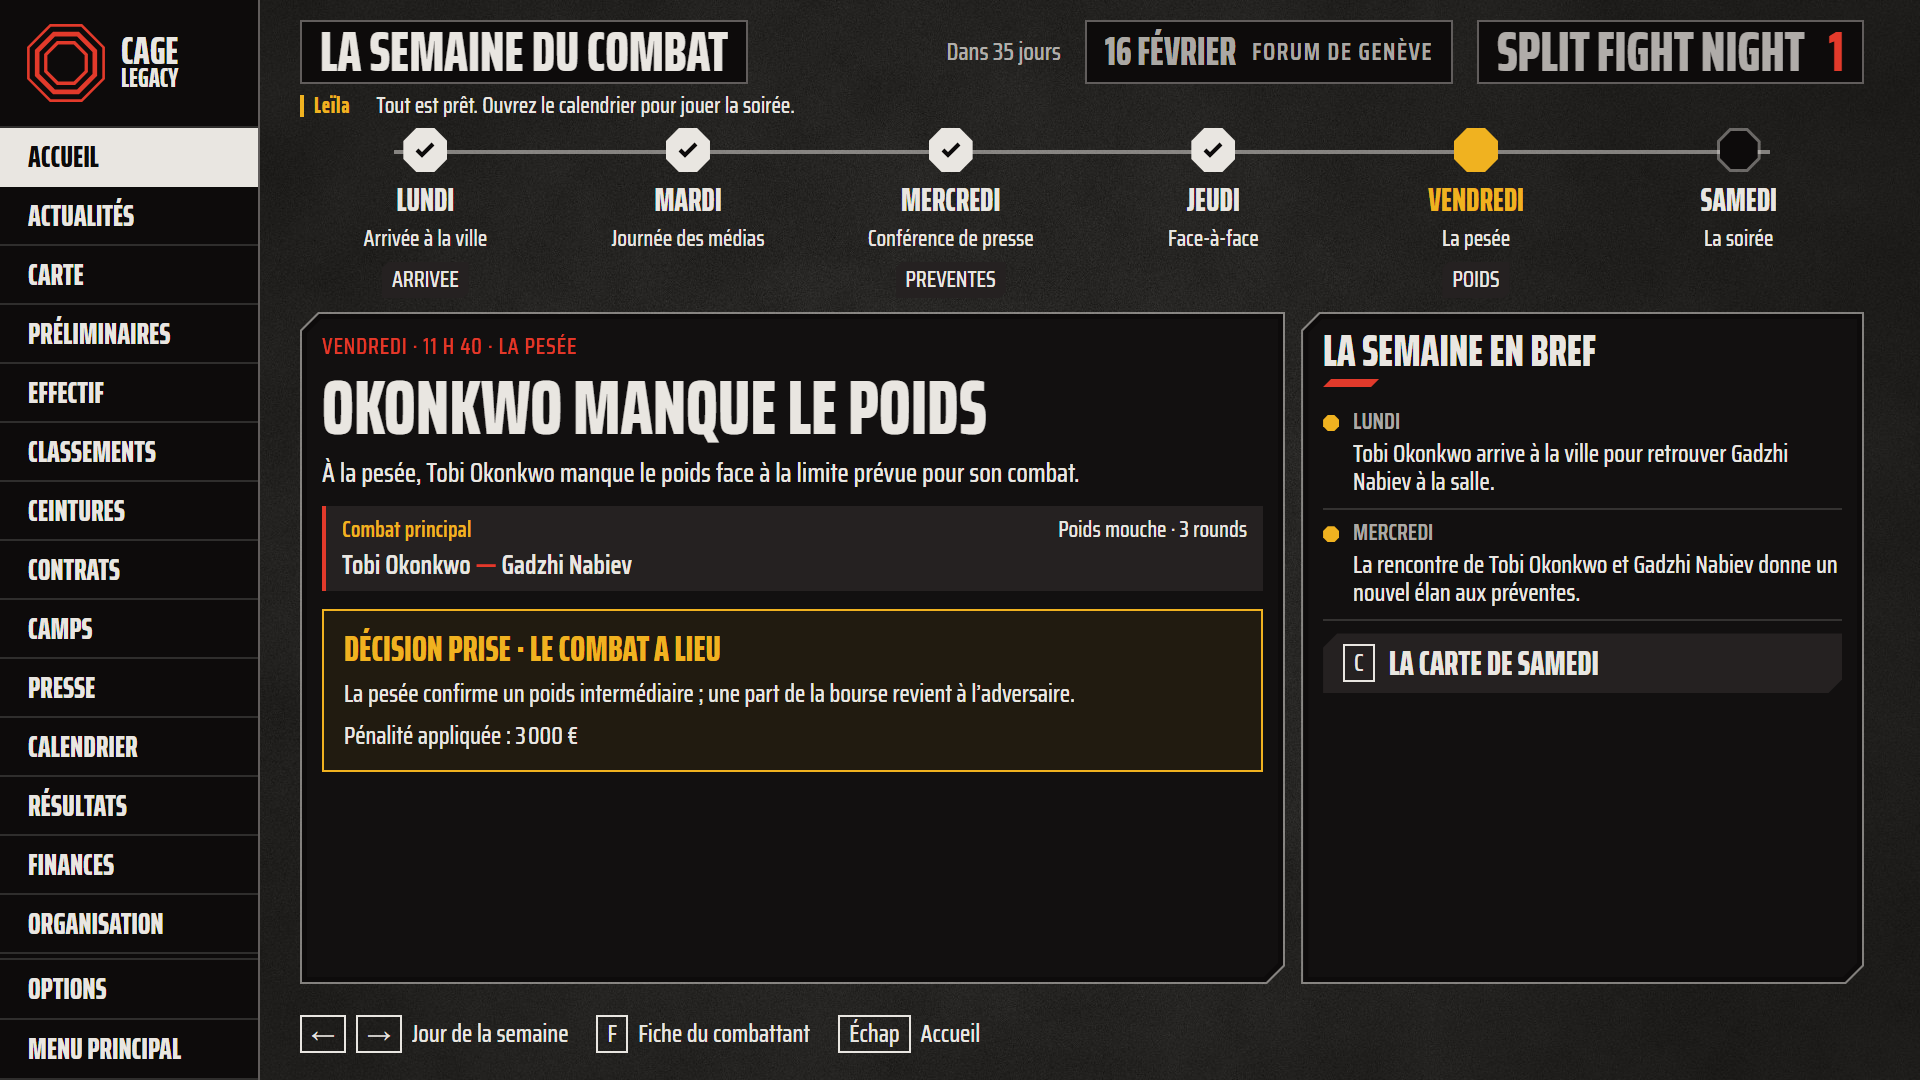 CAGE
LEGACY
ACCUEIL
ACTUALITÉS
CARTE
PRÉLIMINAIRES
EFFECTIF
CLASSEMENTS
CEINTURES
CONTRATS
CAMPS
PRESSE
CALENDRIER
RÉSULTATS
FINANCES
ORGANISATION
OPTIONS
MENU PRINCIPAL
LA SEMAINE DU COMBAT
Dans 35 jours
16 FÉVRIER FORUM DE GENÈVE
SPLIT FIGHT NIGHT 1
Leïla Tout est prêt. Ouvrez le calendrier pour jouer la soirée.
LUNDI
Arrivée à la ville
ARRIVEE
MARDI
Journée des médias
MERCREDI
Conférence de presse
PREVENTES
JEUDI
Face-à-face
VENDREDI
La pesée
POIDS
SAMEDI
La soirée
VENDREDI · 11 H 40 · LA PESÉE
OKONKWO MANQUE LE POIDS
À la pesée, Tobi Okonkwo manque le poids face à la limite prévue pour son combat.
Combat principal
Poids mouche · 3 rounds
Tobi Okonkwo — Gadzhi Nabiev
DÉCISION PRISE · LE COMBAT A LIEU
La pesée confirme un poids intermédiaire ; une part de la bourse revient à l’adversaire.
Pénalité appliquée : 3 000 €
LA SEMAINE EN BREF
LUNDI
Tobi Okonkwo arrive à la ville pour retrouver Gadzhi
Nabiev à la salle.
MERCREDI
La rencontre de Tobi Okonkwo et Gadzhi Nabiev donne un
nouvel élan aux préventes.
C LA CARTE DE SAMEDI
← → Jour de la semaine
F Fiche du combattant
Échap Accueil